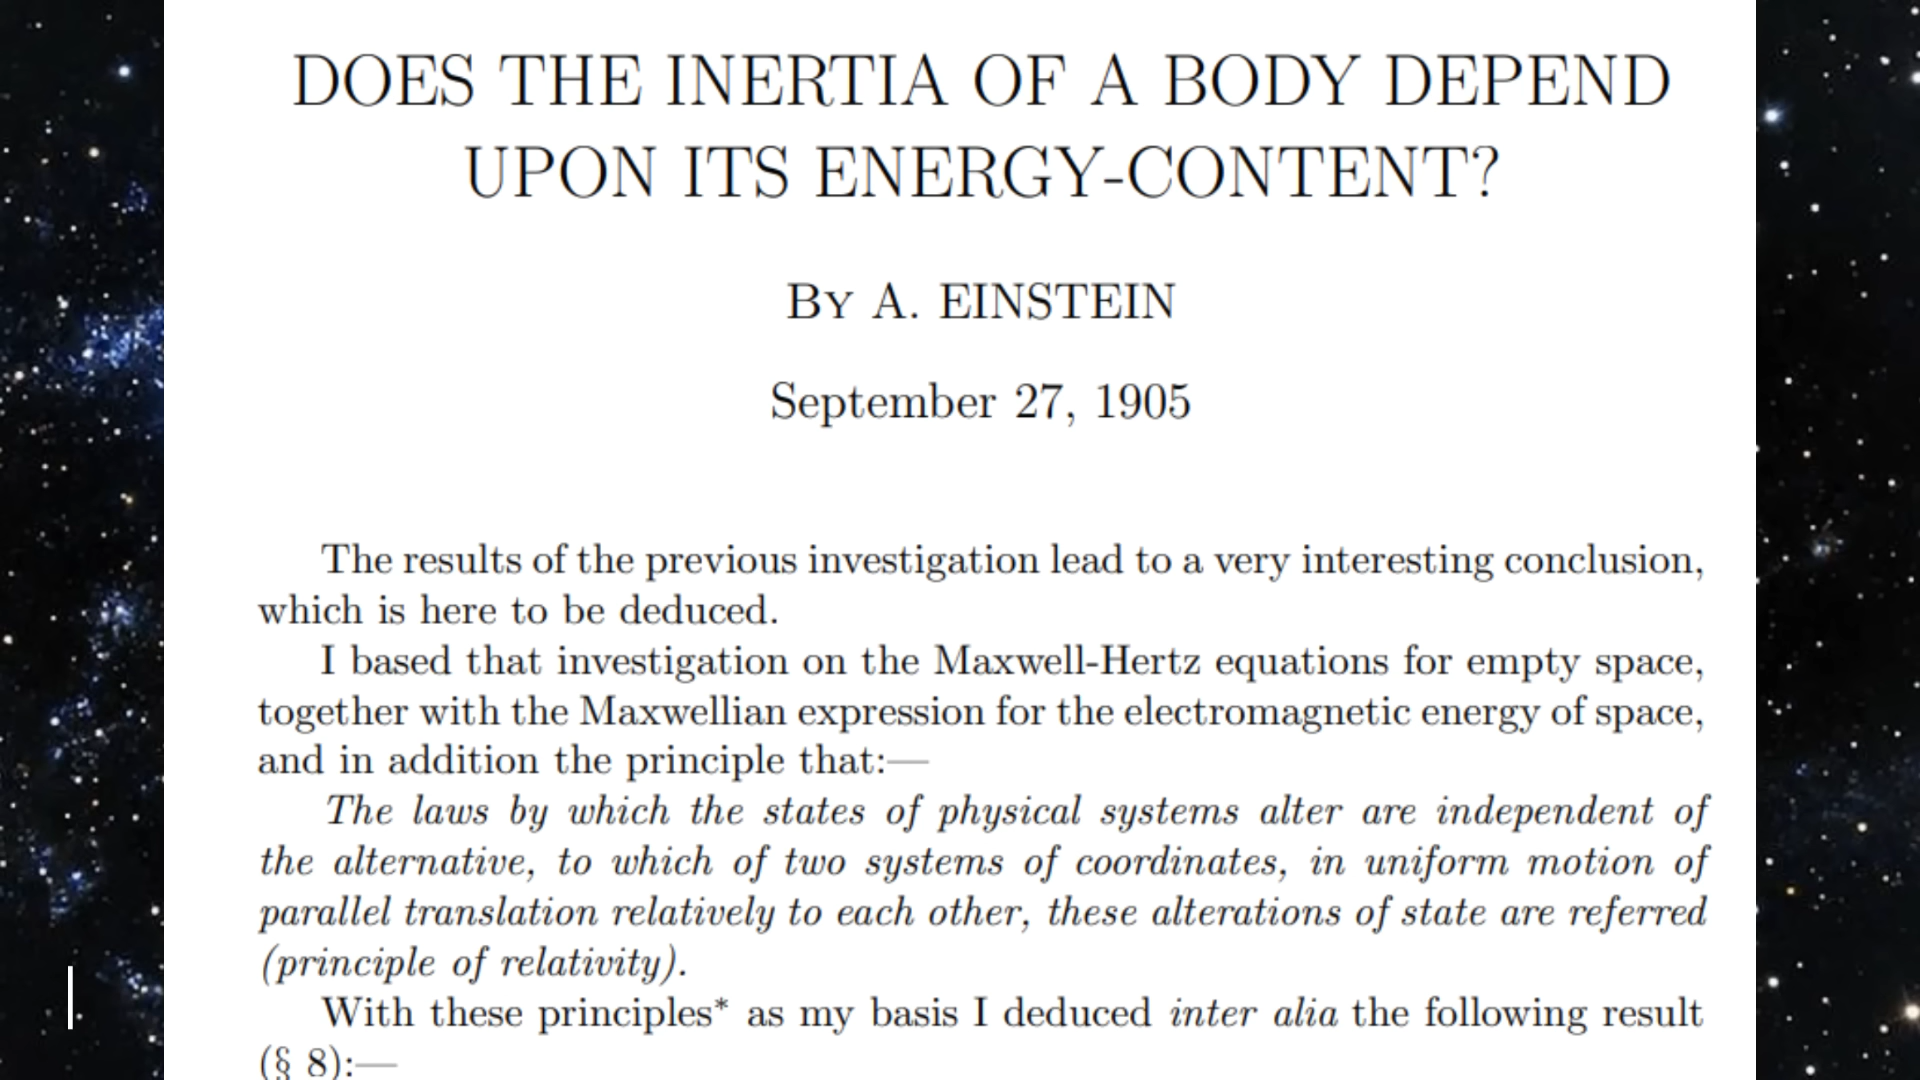 DOES THE INERTIA OF A BODY DEPEND
UPON ITS ENERGY-CONTENT?
By A. EINSTEIN
September 27, 1905
The results of the previous investigation lead to a very interesting conclusion,
which is here to be deduced.
I based that investigation on the Maxwell-Hertz equations for empty space,
together with the Maxwellian expression for the electromagnetic energy of space,
and in addition the principle that:—
The laws by which the states of physical systems alter are independent of
the alternative, to which of two systems of coordinates, in uniform motion of
parallel translation relatively to each other, these alterations of state are referred
(principle of relativity).
With these principles* as my basis I deduced inter alia the following result
(§ 8):—